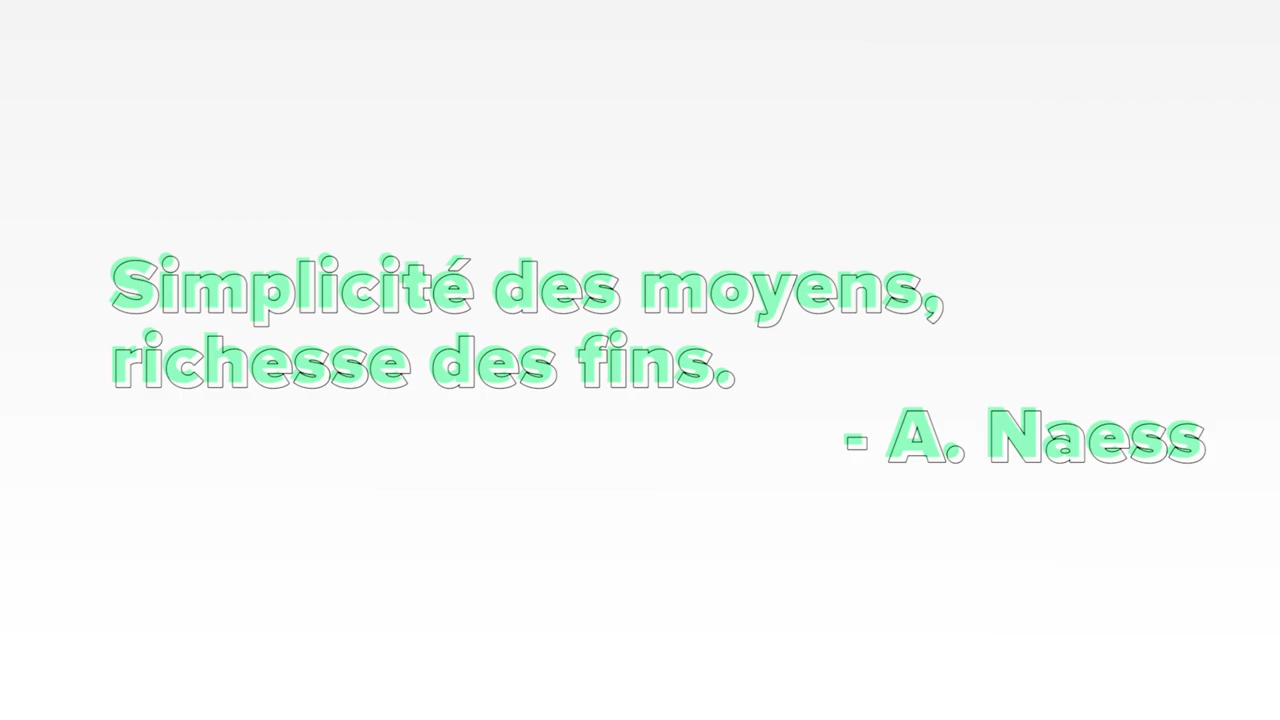 Simplicité des moyens,
richesse des fins.
- A. Naess